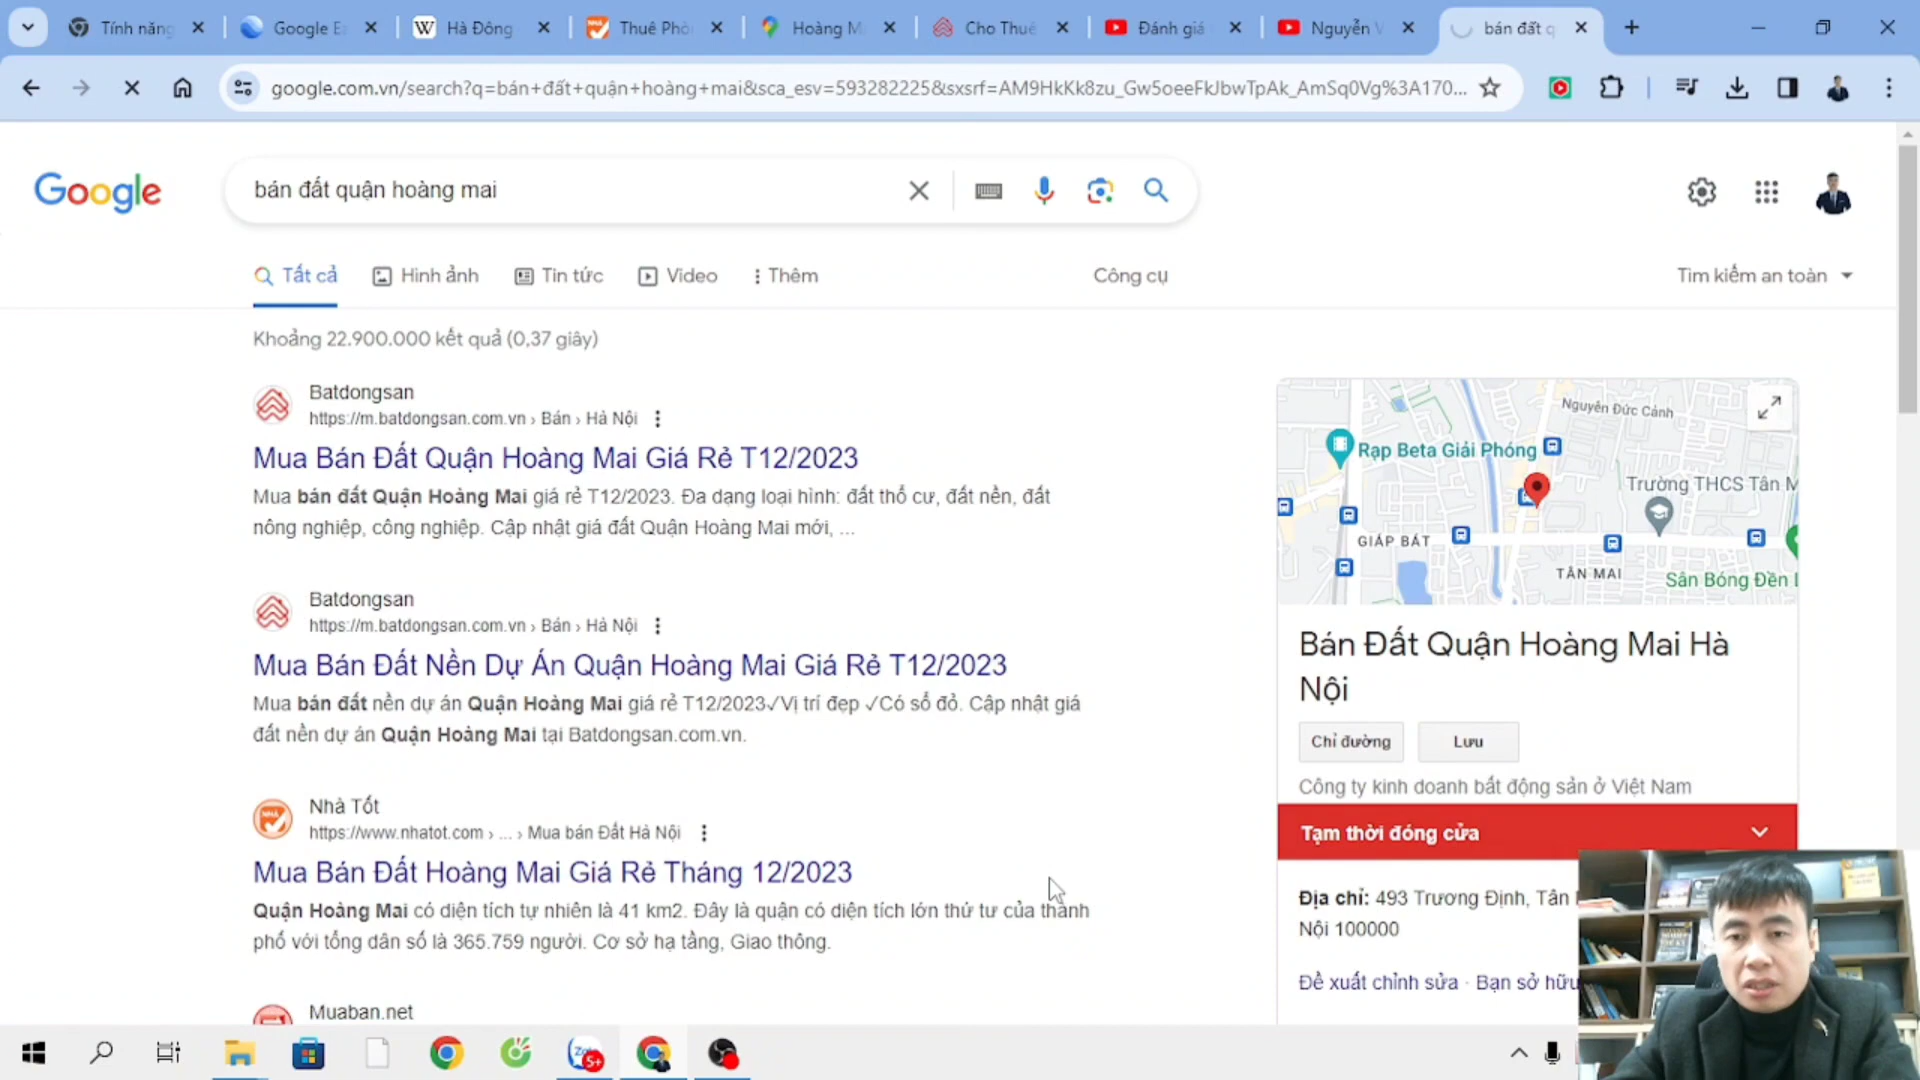 Tính năng
Google Ea
Hà Đông
Thuê Phò
Hoàng M
Cho Thuê
Đánh giá
Nguyễn V
bán đất q
google.com.vn/search?q=bán+đất+quận+hoàng+mai&sca_esv=593282225&sxsrf=AM9HkKk8zu_Gw5oeeFkJbwTpAk_AmSq0Vg%3A170...
Google
bán đất quận hoàng mai
Tất cả
Hình ảnh
Tin tức
Video
Thêm
Công cụ
Tìm kiếm an toàn
Khoảng 22.900.000 kết quả (0,37 giây)
Batdongsan
https://m.batdongsan.com.vn › Bán › Hà Nội
Mua Bán Đất Quận Hoàng Mai Giá Rẻ T12/2023
Mua bán đất Quận Hoàng Mai giá rẻ T12/2023. Đa dạng loại hình: đất thổ cư, đất nền, đất
nông nghiệp, công nghiệp. Cập nhật giá đất Quận Hoàng Mai mới, ...
Batdongsan
https://m.batdongsan.com.vn › Bán › Hà Nội
Mua Bán Đất Nền Dự Án Quận Hoàng Mai Giá Rẻ T12/2023
Mua bán đất nền dự án Quận Hoàng Mai giá rẻ T12/2023✓Vị trí đẹp ✓Có sổ đỏ. Cập nhật giá
đất nền dự án Quận Hoàng Mai tại Batdongsan.com.vn.
Nhà Tốt
https://www.nhatot.com › ... › Mua bán Đất Hà Nội
Mua Bán Đất Hoàng Mai Giá Rẻ Tháng 12/2023
Quận Hoàng Mai có diện tích tự nhiên là 41 km2. Đây là quận có diện tích lớn thứ tư của thành
phố với tổng dân số là 365.759 người. Cơ sở hạ tầng, Giao thông.
Muaban.net
Nguyễn Đức Cảnh
Rạp Beta Giải Phóng
Trường THCS Tân M
GIÁP BÁT
TÂN MAI
Sân Bóng Đền L
Bán Đất Quận Hoàng Mai Hà
Nội
Chỉ đường
Lưu
Công ty kinh doanh bất động sản ở Việt Nam
Tạm thời đóng cửa
Địa chỉ: 493 Trương Định, Tân
Nội 100000
Đề xuất chỉnh sửa · Bạn sở hữu
Zalo
5+